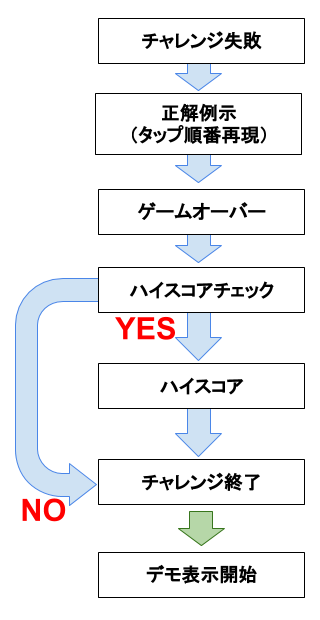 チャレンジ失敗
正解例示
（タップ順番再現）
ゲームオーバー
ハイスコアチェック
YES
ハイスコア
チャレンジ終了
NO
デモ表示開始